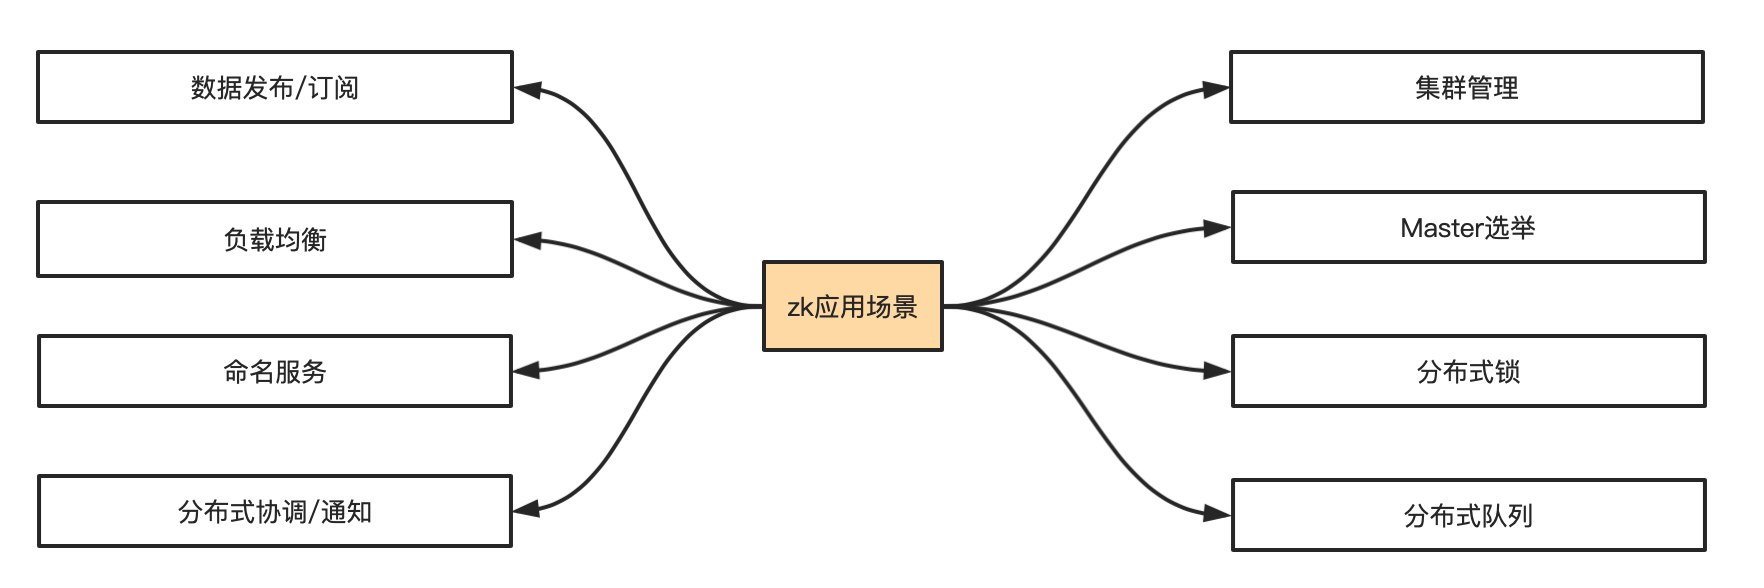 数据发布/订阅
负载均衡
命名服务
分布式协调/通知
zk应用场景
集群管理
Master选举
分布式锁
分布式队列